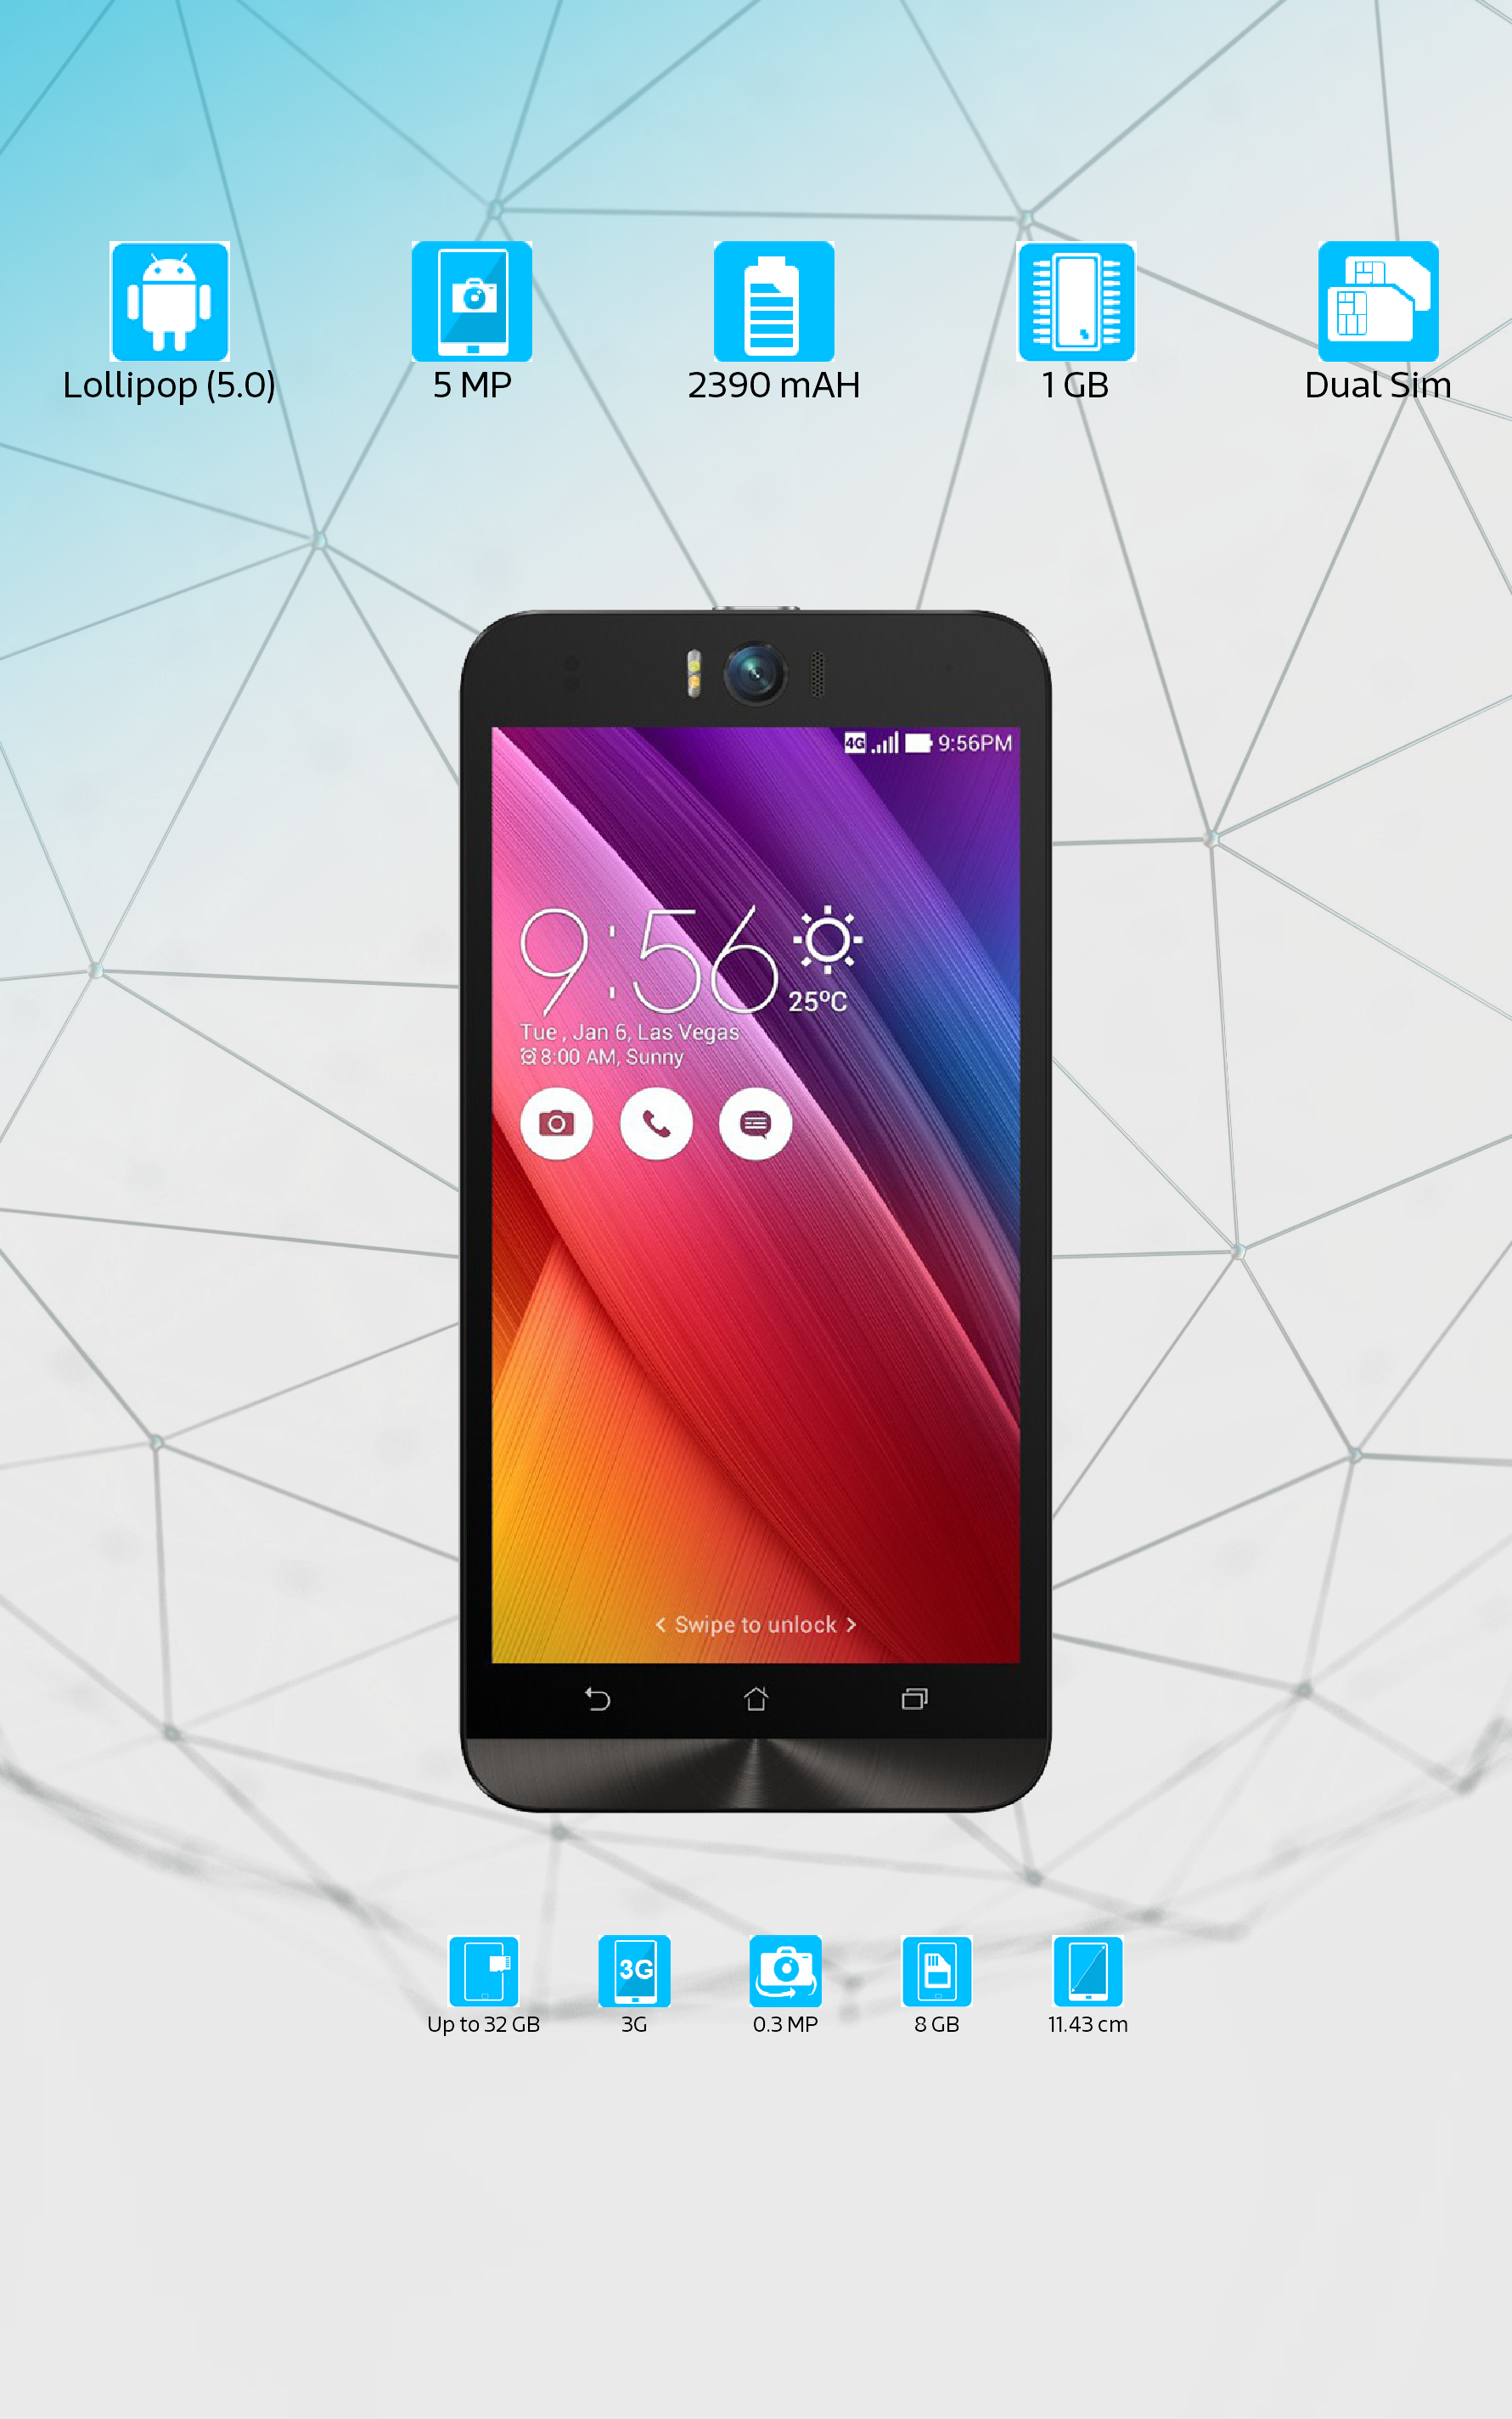 Lollipop (5.0)
5 MP
2390 mAH
1 GB
Dual Sim
4G 9:56PM
9:56
25ºC
Tue , Jan 6, Las Vegas
8:00 AM, Sunny
< Swipe to unlock >
3G
Up to 32 GB
3G
0.3 MP
8 GB
11.43 cm